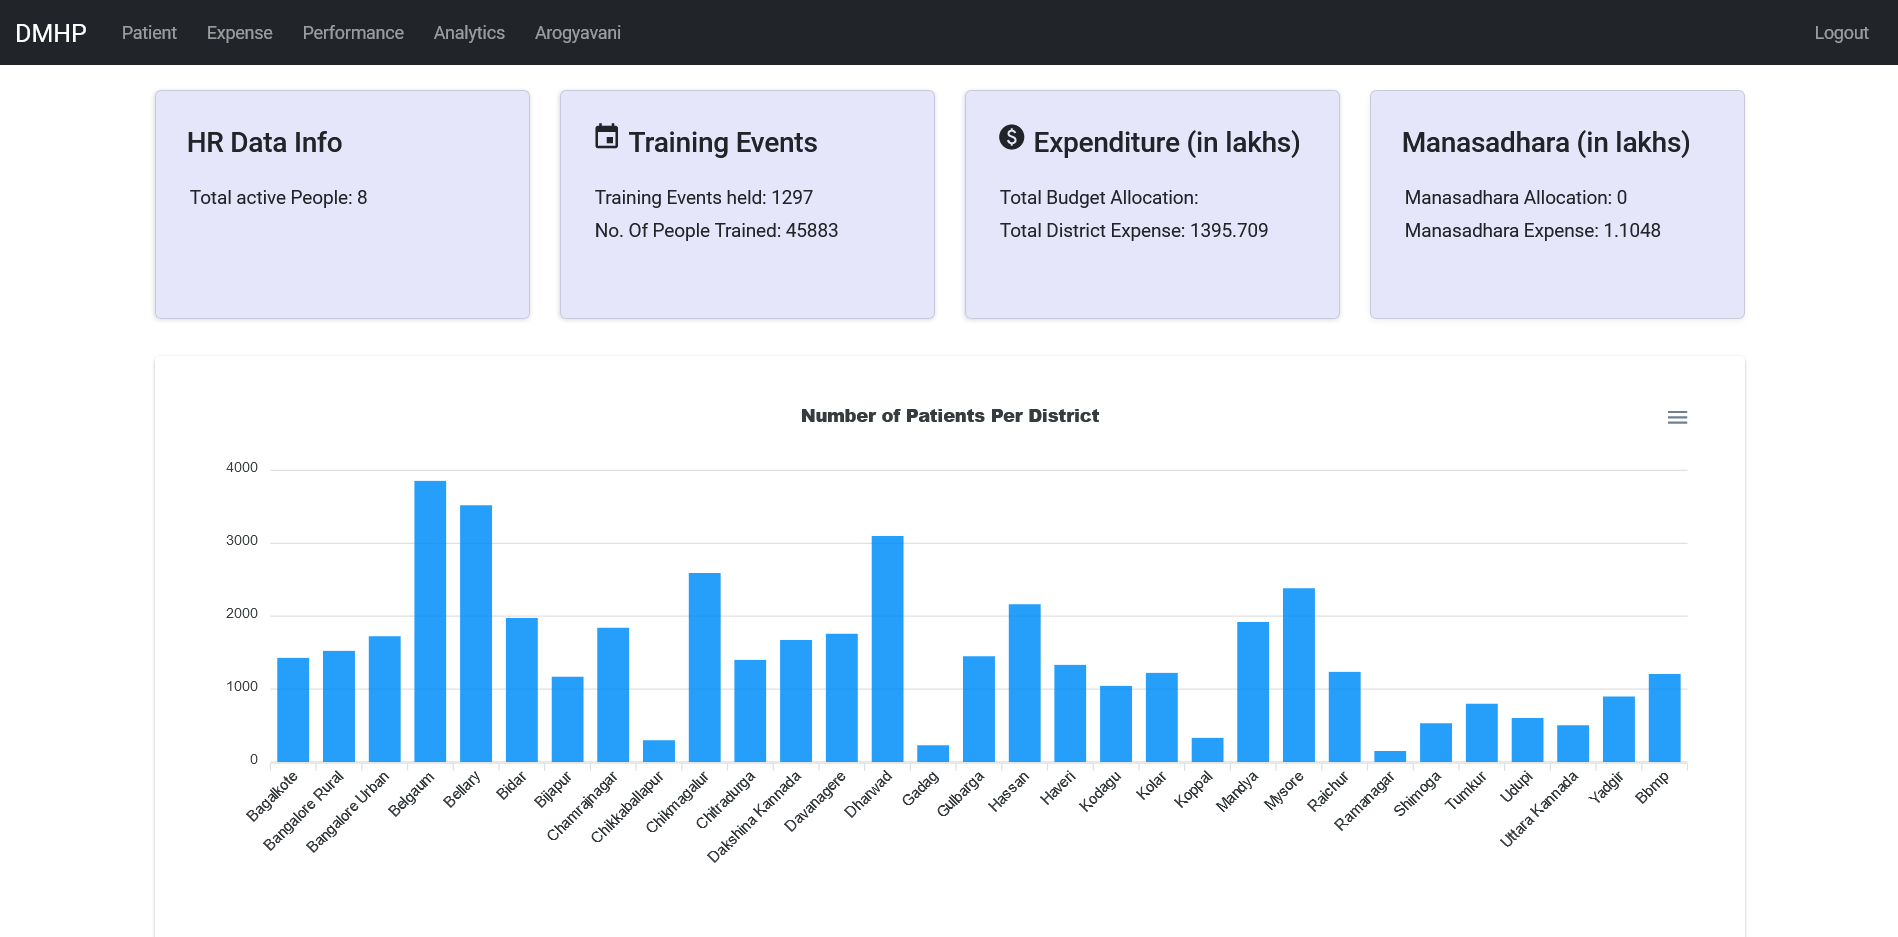 DMHP Patient Expense Performance Analytics Arogyavani Logout
HR Data Info
Total active People: 8
Training Events
Training Events held: 1297
No. Of People Trained: 45883
Expenditure (in lakhs)
Total Budget Allocation:
Total District Expense: 1395.709
Manasadhara (in lakhs)
Manasadhara Allocation: 0
Manasadhara Expense: 1.1048
Number of Patients Per District
4000
3000
2000
1000
0
Bagalkote
Bangalore Rural
Bangalore Urban
Belgaum
Bellary
Bidar
Bijapur
Chamrajnagar
Chikkaballapur
Chikmagalur
Chitradurga
Dakshina Kannada
Davanagere
Dharwad
Gadag
Gulbarga
Hassan
Haveri
Kodagu
Kolar
Koppal
Mandya
Mysore
Raichur
Ramanagar
Shimoga
Tumkur
Udupi
Uttara Kannada
Yadgir
Bbmp